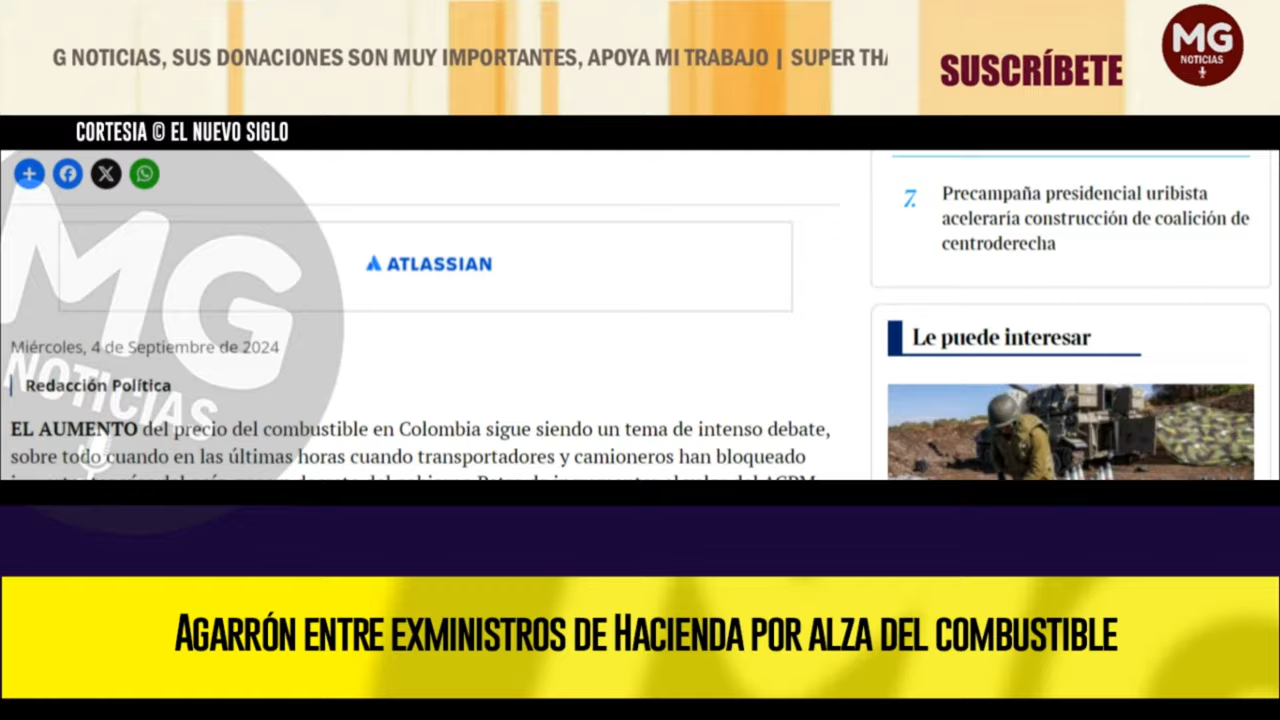 G NOTICIAS, SUS DONACIONES SON MUY IMPORTANTES, APOYA MI TRABAJO | SUPER
SUSCRÍBETE
MG
NOTICIAS
CORTESIA © EL NUEVO SIGLO
7.
Precampaña presidencial uribista
aceleraría construcción de coalición de
centroderecha
ATLASSIAN
Le puede interesar
MG
NOTICIAS
Miércoles, 4 de Septiembre de 2024
Redacción Política
EL AUMENTO del precio del combustible en Colombia sigue siendo un tema de intenso debate,
sobre todo cuando en las últimas horas cuando transportadores y camioneros han bloqueado
AGARRÓN ENTRE EXMINISTROS DE HACIENDA POR ALZA DEL COMBUSTIBLE